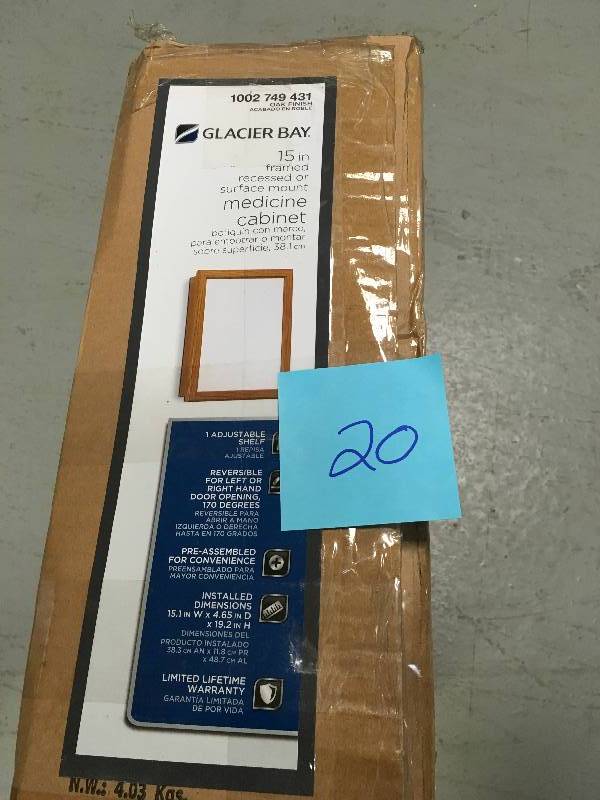 1002 749 431
OAK FINISH
ACABADO EN ROBLE
GLACIER BAY.
15 in
framed
recessed or
surface mount
medicine
cabinet
botiquín con marco,
para empotrar o montar
sobre superficie, 38.1 cm
20
1 ADJUSTABLE
SHELF
1 REPISA
AJUSTABLE
REVERSIBLE
FOR LEFT OR
RIGHT HAND
DOOR OPENING,
170 DEGREES
REVERSIBLE PARA
ABRIR A MANO
IZQUIERDA O DERECHA
HASTA EN 170 GRADOS
PRE-ASSEMBLED
FOR CONVENIENCE
PREENSAMBLADO PARA
MAYOR CONVENIENCIA
INSTALLED
DIMENSIONS
15.1 IN W x 4.65 IN D
x 19.2 IN H
DIMENSIONES DEL
PRODUCTO INSTALADO
38.3 CM AN x 11.8 CM PR
x 48.7 CM AL
LIMITED LIFETIME
WARRANTY
GARANTÍA LIMITADA
DE POR VIDA
N.W.: 4.03 Kgs.